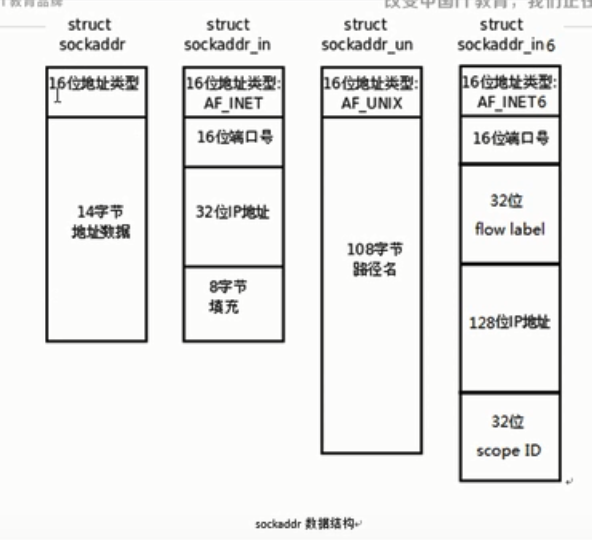 教育品牌
改变中国IT教育，我们正在
struct
sockaddr
16位地址类型
14字节
地址数据
struct
sockaddr_in
16位地址类型:
AF_INET
16位端口号
32位IP地址
8字节
填充
struct
sockaddr_un
16位地址类型:
AF_UNIX
108字节
路径名
struct
sockaddr_in6
16位地址类型:
AF_INET6
16位端口号
32位
flow label
128位IP地址
32位
scope ID
sockaddr 数据结构